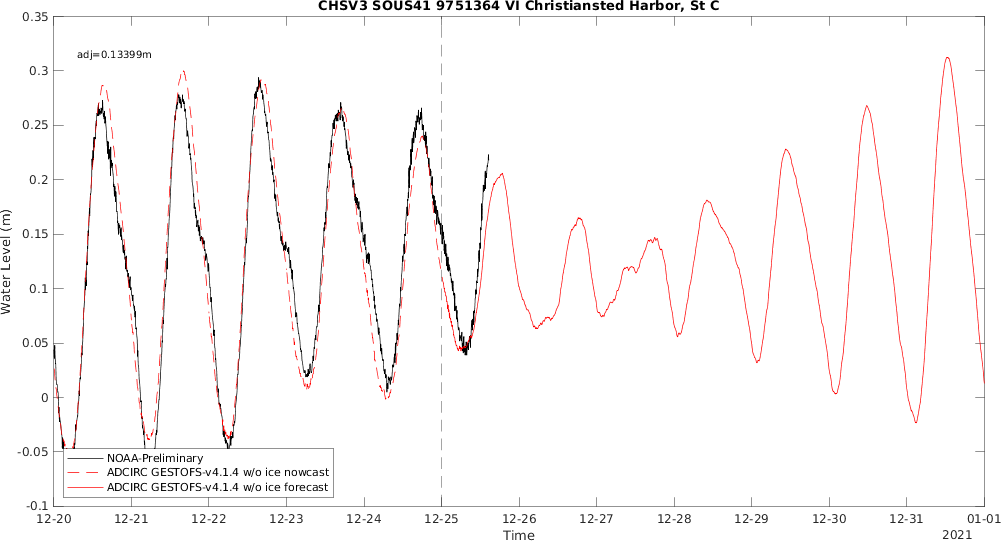 CHSV3 SOUS41 9751364 VI Christiansted Harbor, St C
adj=0.13399m
0.35
0.3
0.25
0.2
0.15
0.1
0.05
0
-0.05
-0.1
Water Level (m)
NOAA-Preliminary
ADCIRC GESTOFS-v4.1.4 w/o ice nowcast
ADCIRC GESTOFS-v4.1.4 w/o ice forecast
12-20 12-21 12-22 12-23 12-24 12-25 12-26 12-27 12-28 12-29 12-30 12-31 01-01
Time
2021